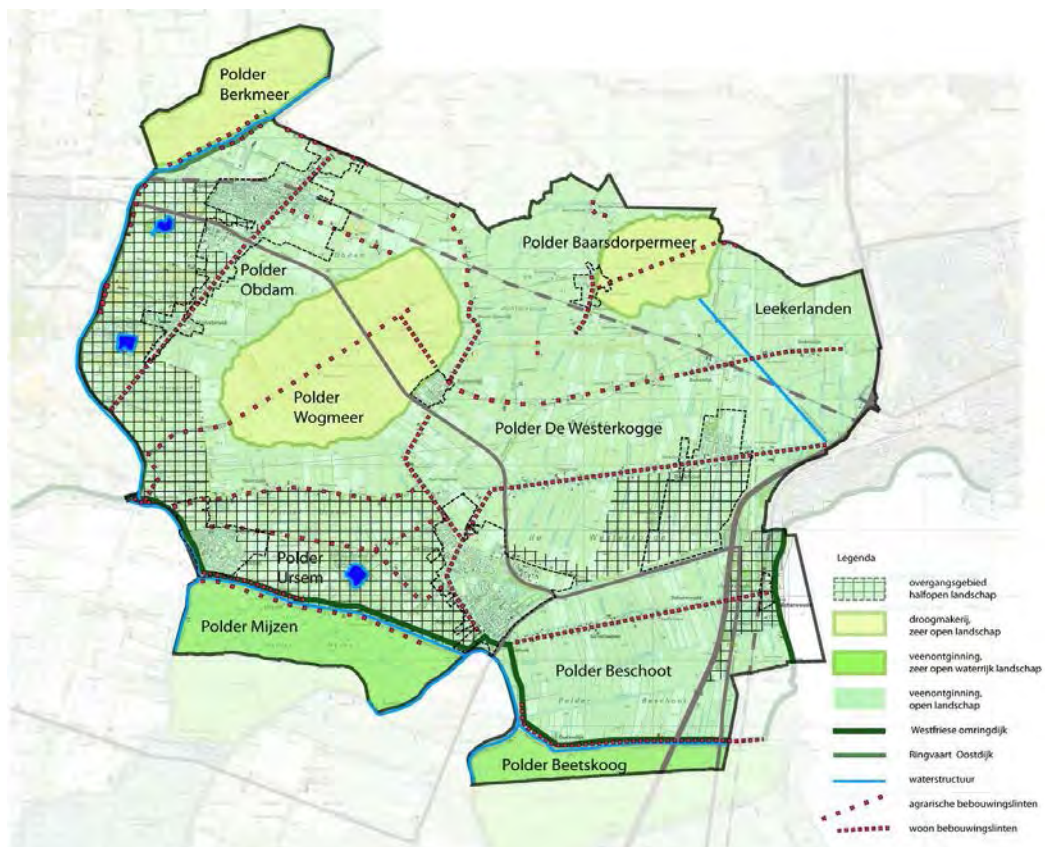 Polder
Berkmeer
Polder Baarsdorpermeer
Polder
Obdam
Leekerlanden
Polder
Wogmeer
Polder De Westerkogge
Polder
Ursem
Polder Mijzen
Polder Beschoot
Polder Beetskoog
Legenda
overgangsgebied
halfopen landschap
droogmakerij,
zeer open landschap
veenontginning,
zeer open waterrijk landschap
veenontginning,
open landschap
Westfriese omringdijk
Ringvaart Oostdijk
waterstructuur
agrarische bebouwingslinten
woon bebouwingslinten